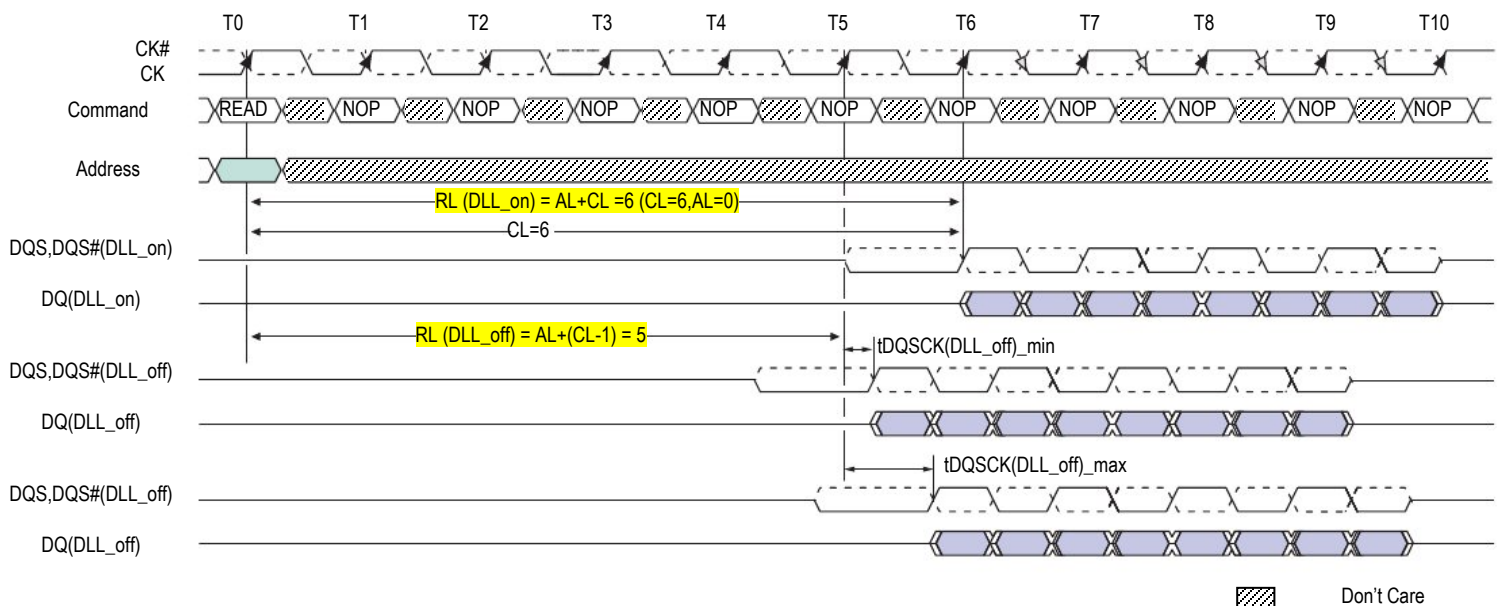 T0 T1 T2 T3 T4 T5 T6 T7 T8 T9 T10
CK#
CK
Command READ NOP NOP NOP NOP NOP NOP NOP NOP NOP NOP
Address
RL (DLL_on) = AL+CL =6 (CL=6,AL=0)
CL=6
DQS,DQS#(DLL_on)
DQ(DLL_on)
RL (DLL_off) = AL+(CL-1) = 5
tDQSCK(DLL_off)_min
DQS,DQS#(DLL_off)
DQ(DLL_off)
tDQSCK(DLL_off)_max
DQS,DQS#(DLL_off)
DQ(DLL_off)
Don't Care